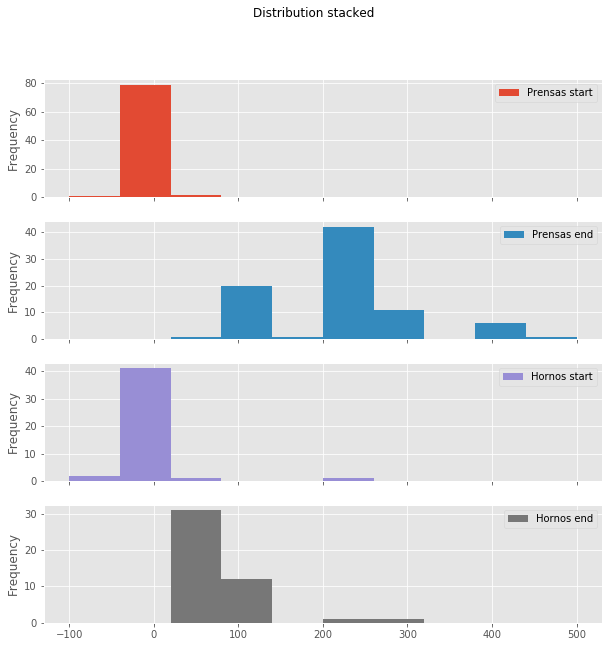 Distribution stacked
80
60
40
20
0
Frequency
Prensas start
40
30
20
10
0
Frequency
Prensas end
40
30
20
10
0
Frequency
Hornos start
30
20
10
0
Frequency
Hornos end
−100 0 100 200 300 400 500